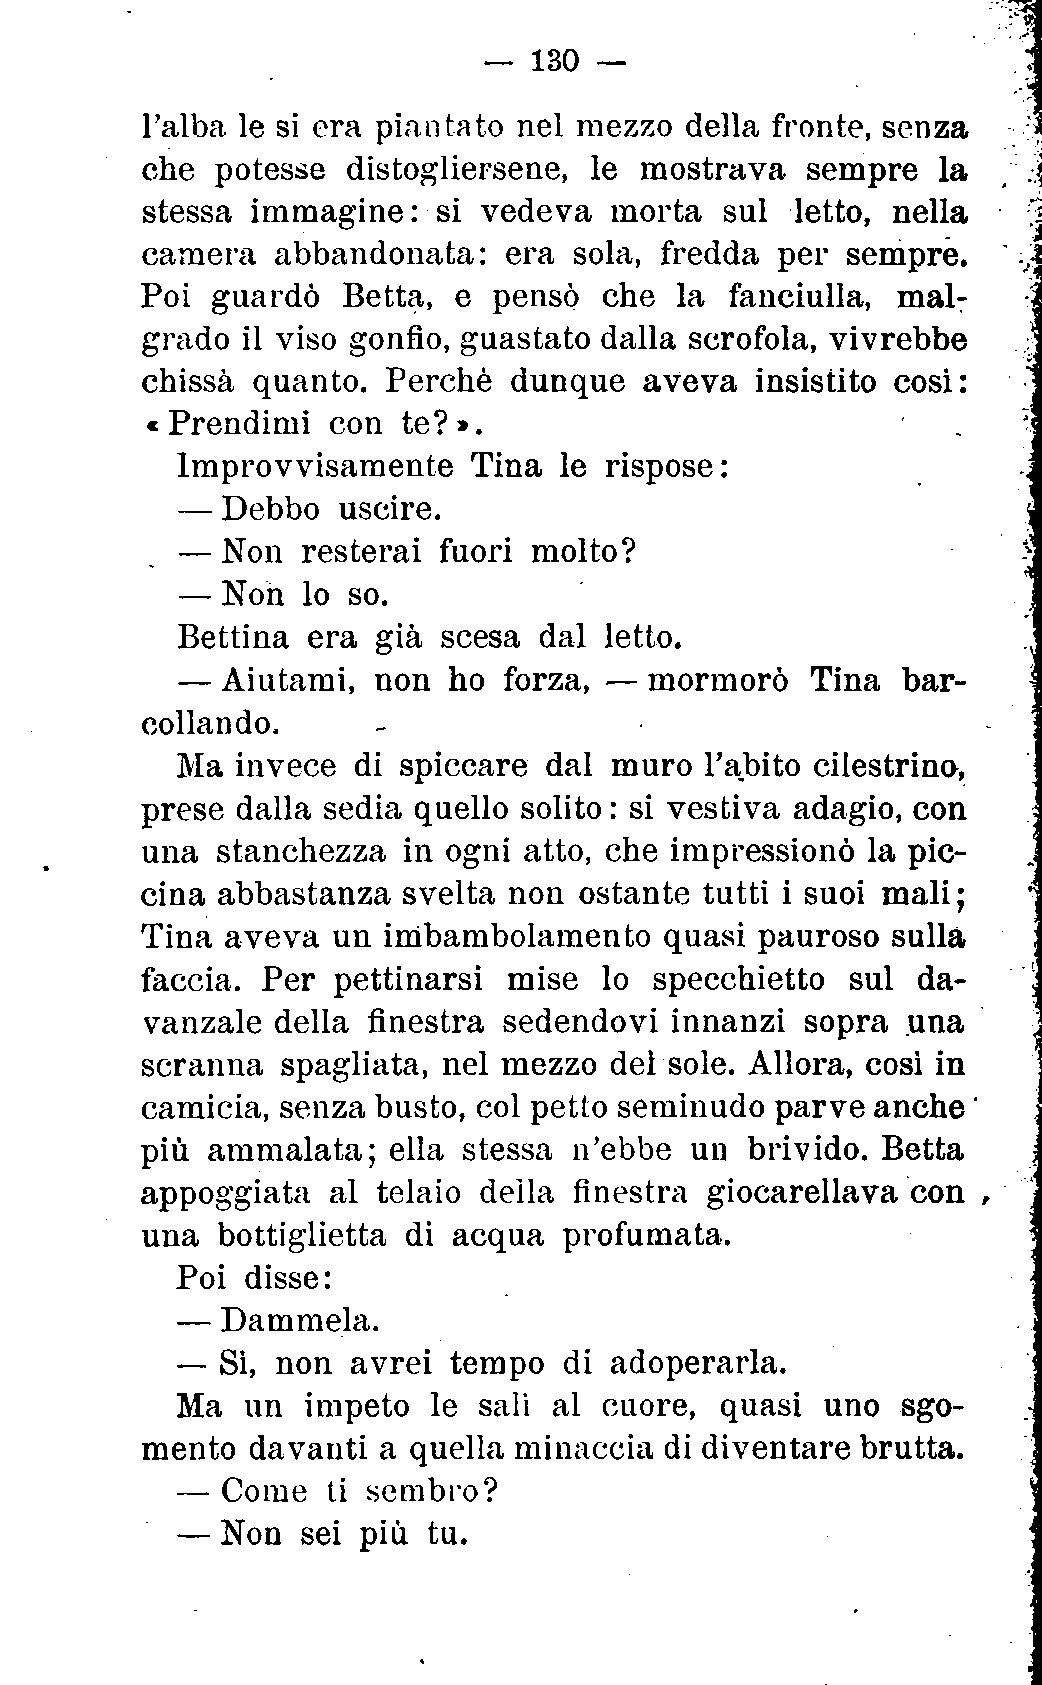 — 130 —
l'alba le si era piantato nel mezzo della fronte, senza
che potesse distogliersene, le mostrava sempre la
stessa immagine: si vedeva morta sul letto, nella
camera abbandonata: era sola, fredda per sempre.
Poi guardò Betta, e pensò che la fanciulla, mal-
grado il viso gonfio, guastato dalla scrofola, vivrebbe
chissà quanto. Perchè dunque aveva insistito così:
« Prendimi con te? ».
Improvvisamente Tina le rispose:
— Debbo uscire.
— Non resterai fuori molto?
— Non lo so.
Bettina era già scesa dal letto.
— Aiutami, non ho forza, — mormorò Tina bar-
collando.
Ma invece di spiccare dal muro l'abito cilestrino,
prese dalla sedia quello solito: si vestiva adagio, con
una stanchezza in ogni atto, che impressionò la pic-
cina abbastanza svelta non ostante tutti i suoi mali;
Tina aveva un imbambolamento quasi pauroso sulla
faccia. Per pettinarsi mise lo specchietto sul da-
vanzale della finestra sedendovi innanzi sopra una
scranna spagliata, nel mezzo del sole. Allora, così in
camicia, senza busto, col petto seminudo parve anche
più ammalata; ella stessa n'ebbe un brivido. Betta
appoggiata al telaio della finestra giocarellava con
una bottiglietta di acqua profumata.
Poi disse:
— Dammela.
— Sì, non avrei tempo di adoperarla.
Ma un impeto le salì al cuore, quasi uno sgo-
mento davanti a quella minaccia di diventare brutta.
— Come ti sembro?
— Non sei più tu.